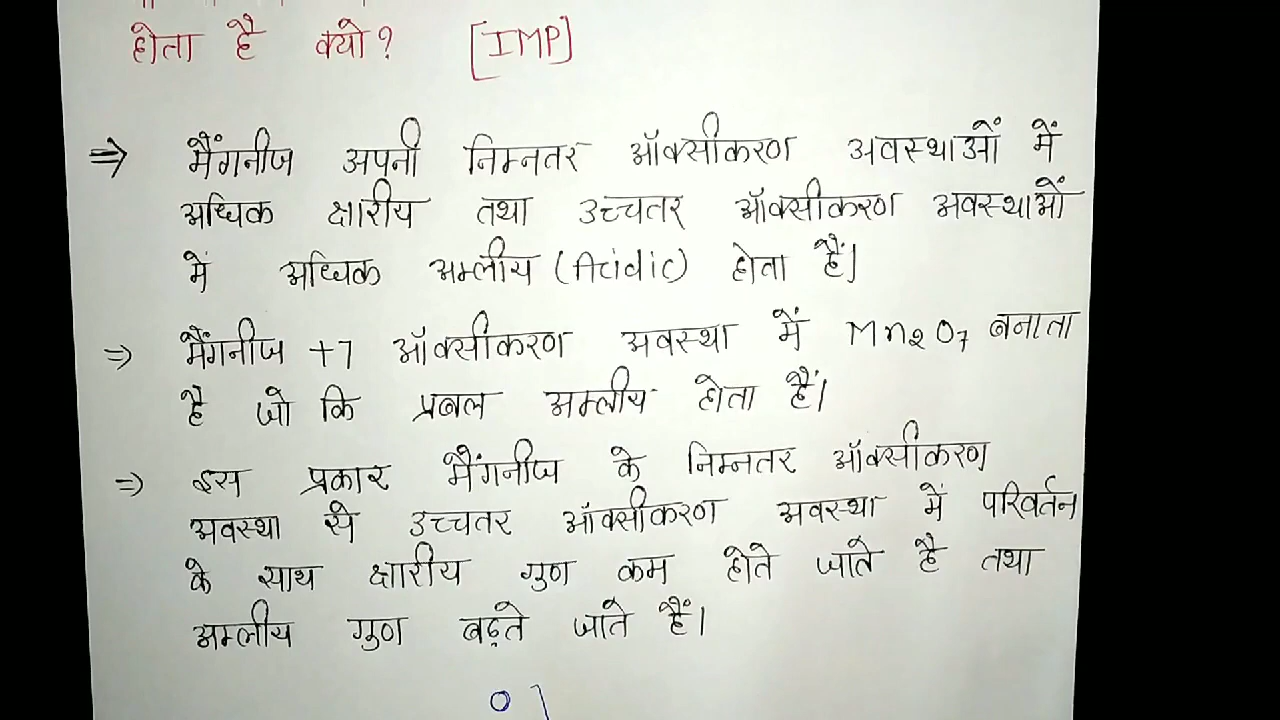 होता है क्यो? [IMP]
⇒ मैंगनीज अपनी निम्नतर ऑक्सीकरण अवस्थाओं में
अधिक क्षारीय तथा उच्चतर ऑक्सीकरण अवस्थाओं
में अधिक अम्लीय (Acidic) होता हैं।
⇒ मैंगनीज +7 ऑक्सीकरण अवस्था में Mn₂O₇ बनाता
है जो कि प्रबल अम्लीय होता हैं।
⇒ इस प्रकार मैंगनीज के निम्नतर ऑक्सीकरण
अवस्था से उच्चतर ऑक्सीकरण अवस्था में परिवर्तन
के साथ क्षारीय गुण कम होते जाते है तथा
अम्लीय गुण बढ़ते जाते हैं।